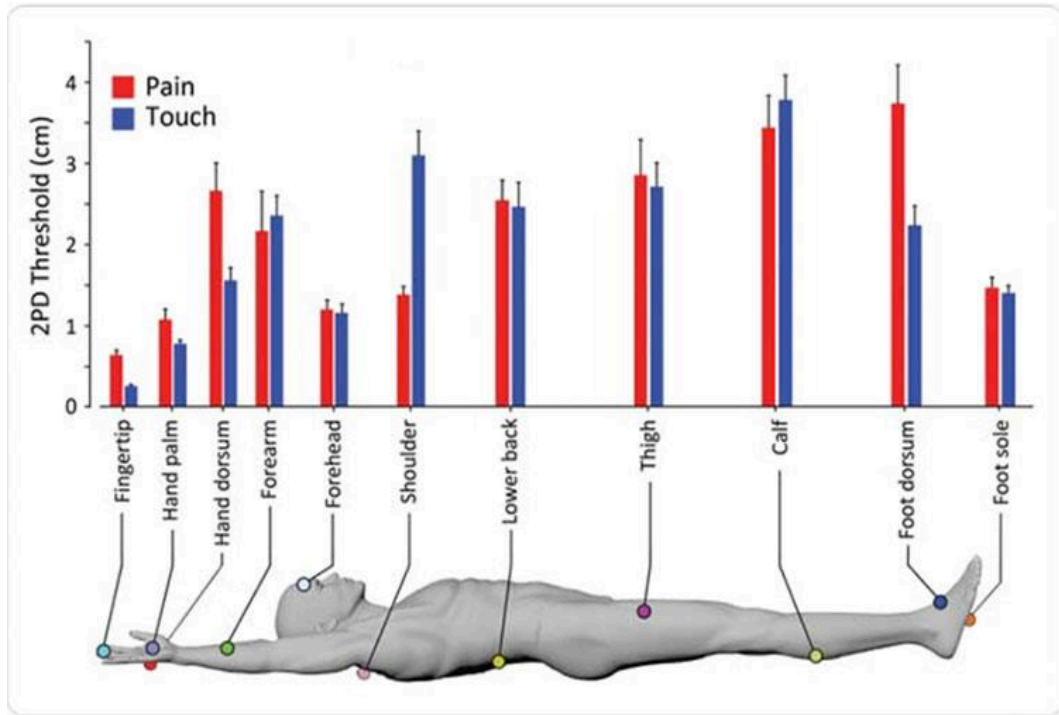 Pain
Touch
2PD Threshold (cm)
4
3
2
1
0
Fingertip
Hand palm
Hand dorsum
Forearm
Forehead
Shoulder
Lower back
Thigh
Calf
Foot dorsum
Foot sole